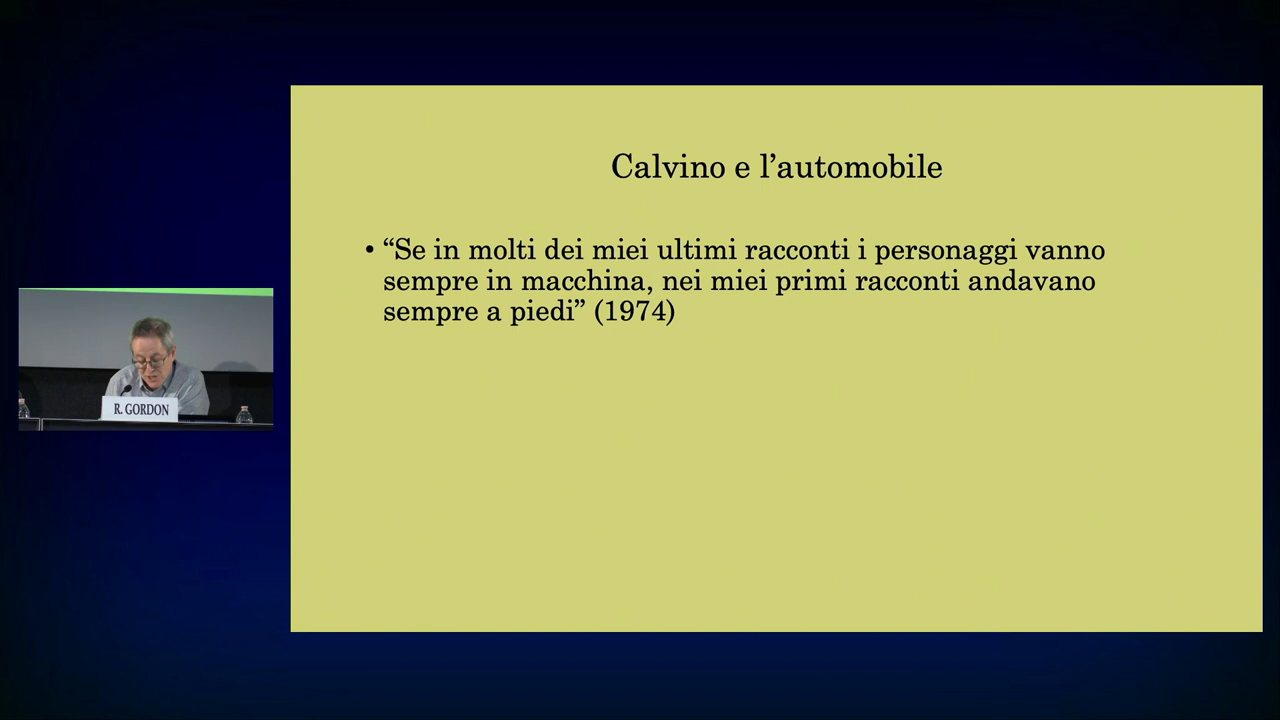 Calvino e l’automobile
• “Se in molti dei miei ultimi racconti i personaggi vanno
sempre in macchina, nei miei primi racconti andavano
sempre a piedi” (1974)
R. GORDON